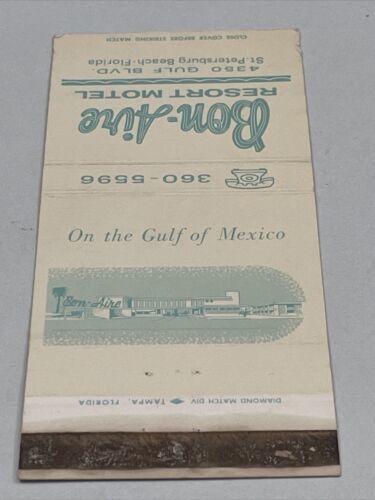 CLOSE COVER BEFORE STRIKING MATCH
St. Petersburg Beach-Florida
4350 GULF BLVD.
RESORT MOTEL
Bon-Aire
360-5596
On the Gulf of Mexico
Bon-Aire
DIAMOND MATCH DIV. TAMPA, FLORIDA